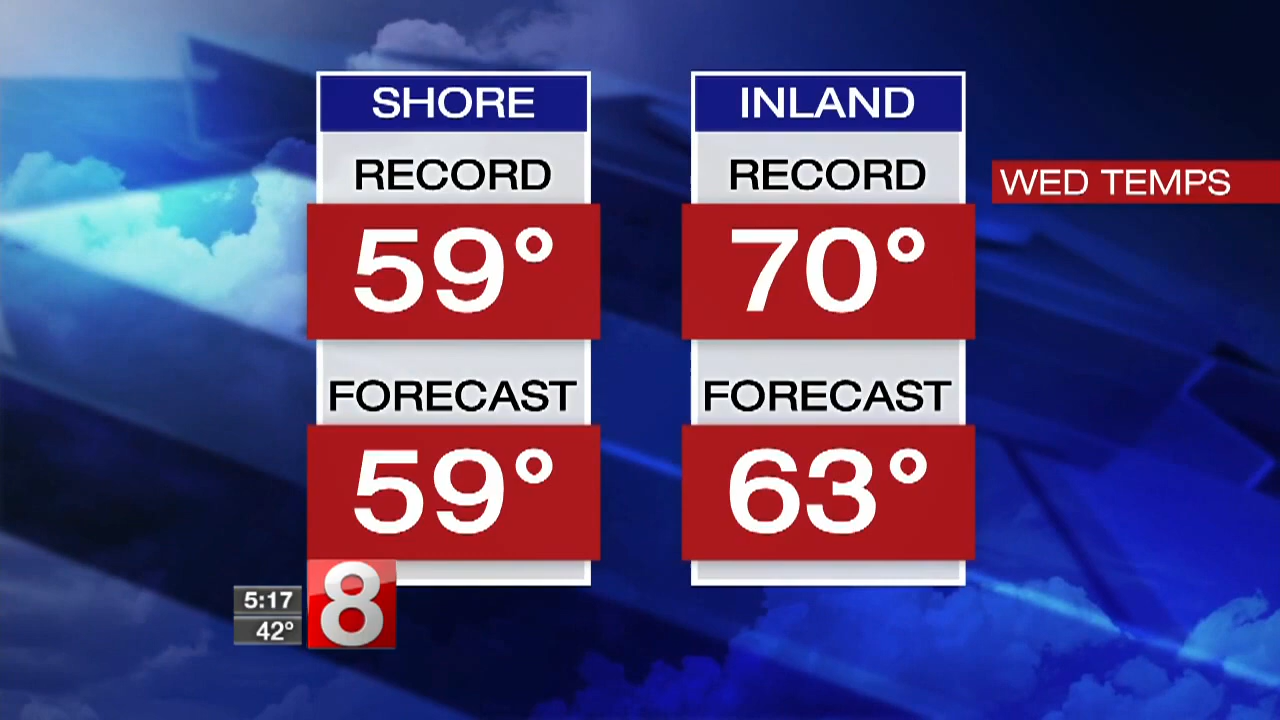 SHORE
RECORD
59°
FORECAST
59°
INLAND
RECORD
70°
FORECAST
63°
WED TEMPS
5:17
42°
8